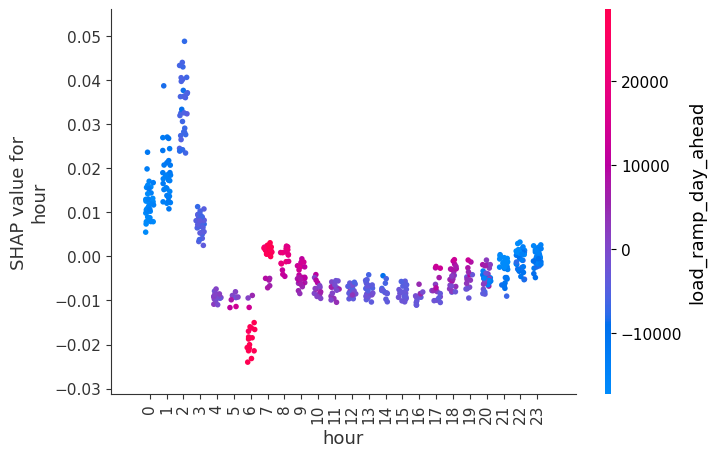 SHAP value for
hour
0.05
0.04
0.03
0.02
0.01
0.00
−0.01
−0.02
−0.03
0 1 2 3 4 5 6 7 8 9 10 11 12 13 14 15 16 17 18 19 20 21 22 23
hour
20000
10000
0
−10000
load_ramp_day_ahead